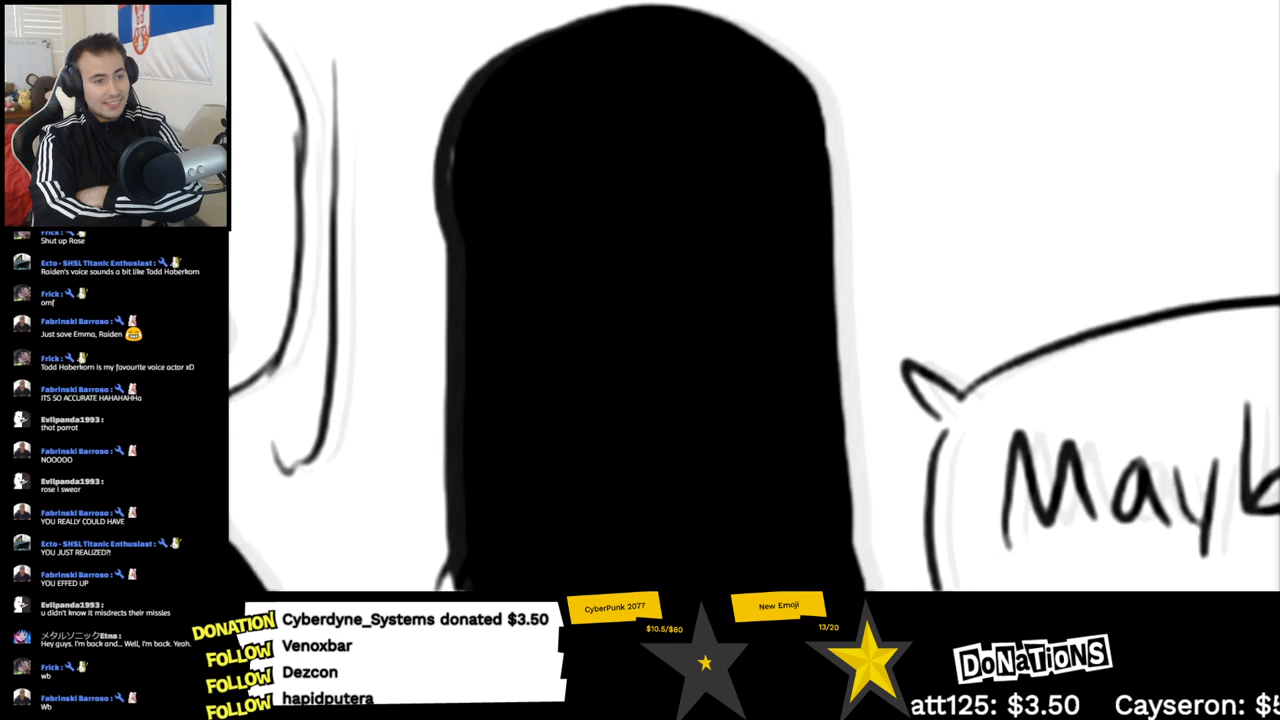 Frick :
Shut up Rose
Ecto - SHSL Titanic Enthusiast :
Raiden's voice sounds a bit like Todd Haberkorn
Frick :
omf
Fabrinski Barroso :
Just save Emma, Raiden
Frick :
Todd Haberkorn is my favourite voice actor xD
Fabrinski Barroso :
ITS SO ACCURATE HAHAHAHHa
Evilpanda1993 :
that parrot
Fabrinski Barroso :
NOOOOO
Evilpanda1993 :
rose i swear
Fabrinski Barroso :
YOU REALLY COULD HAVE
Ecto - SHSL Titanic Enthusiast :
YOU JUST REALIZED?!
Fabrinski Barroso :
YOU EFFED UP
Evilpanda1993 :
u didn't know it misdrects their missles
メタルソニックEtna :
Hey guys, I'm back and... Well, I'm back. Yeah.
Frick :
wb
Fabrinski Barroso :
Wb
Mayb
DONATION Cyberdyne_Systems donated $3.50
FOLLOW Venoxbar
FOLLOW Dezcon
FOLLOW hapidputera
CyberPunk 2077
$10.5/$60
New Emoji
13/20
DoNaTiONS
att125: $3.50 Cayseron: $5